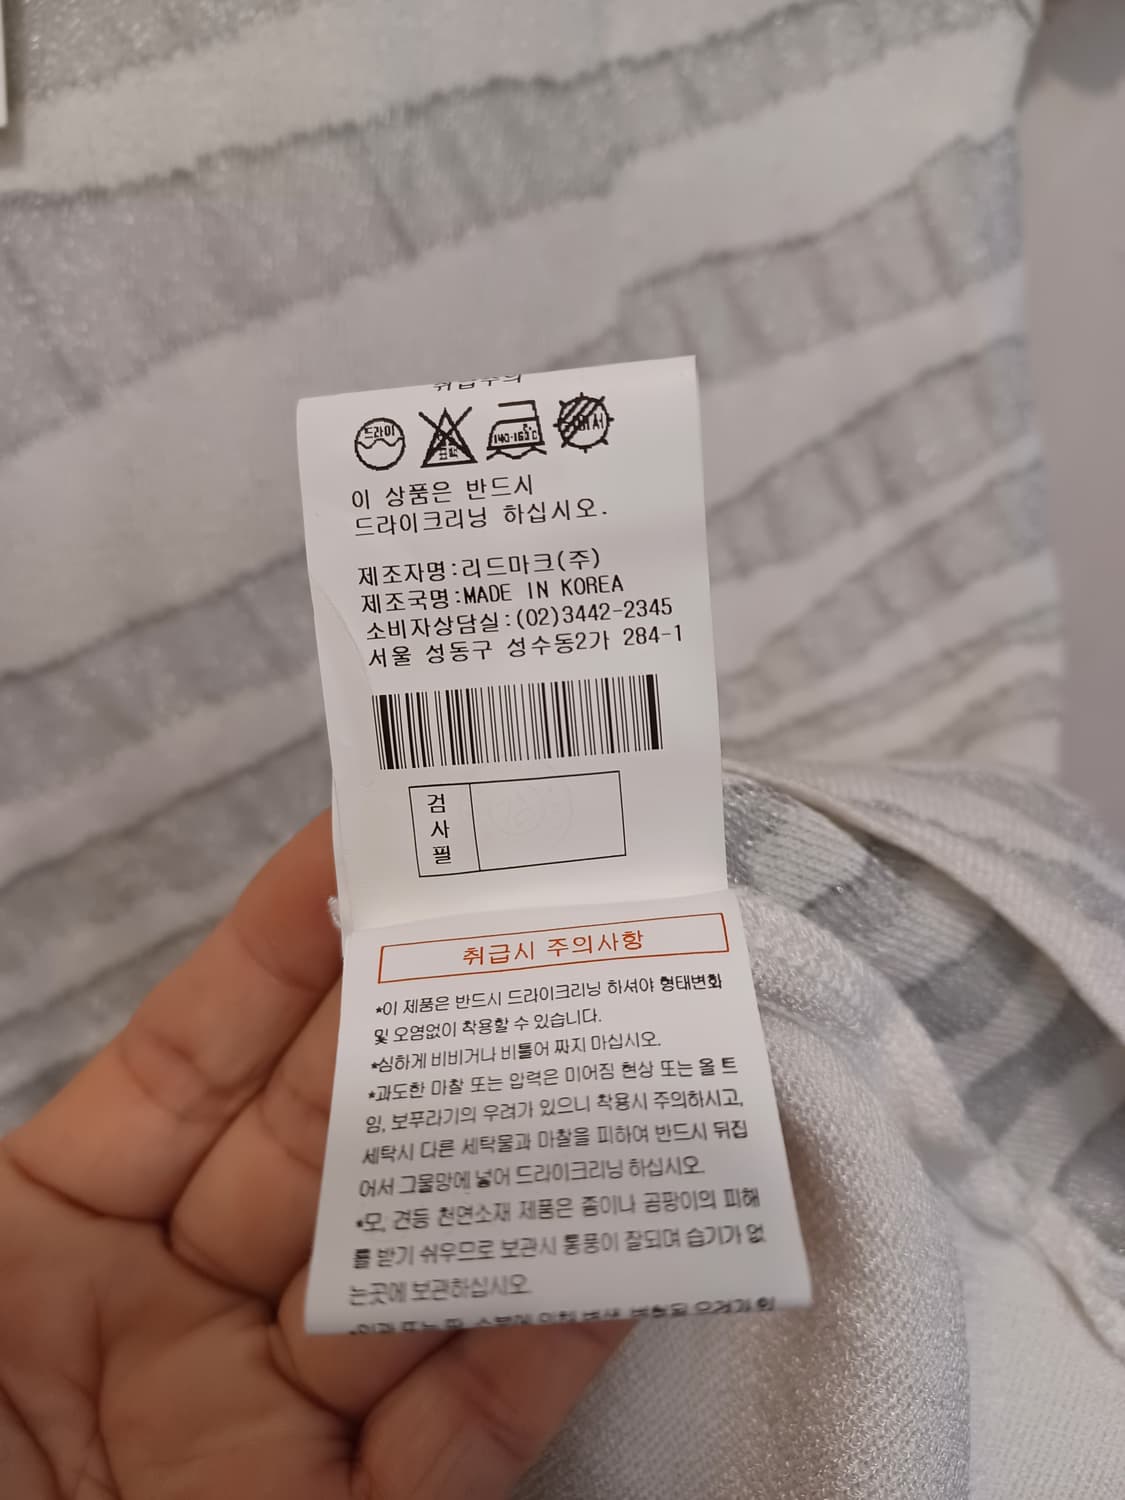 취급주의
드라이
표백
140-160℃
이 상품은 반드시
드라이크리닝 하십시오.
제조자명:리드마크(주)
제조국명:MADE IN KOREA
소비자상담실:(02)3442-2345
서울 성동구 성수동2가 284-1
검
사
필
취급시 주의사항
*이 제품은 반드시 드라이크리닝 하셔야 형태변화
및 오염없이 착용할 수 있습니다.
*심하게 비비거나 비틀어 짜지 마십시오.
*과도한 마찰 또는 압력은 미어짐 현상 또는 올 트
임, 보푸라기의 우려가 있으니 착용시 주의하시고,
세탁시 다른 세탁물과 마찰을 피하여 반드시 뒤집
어서 그물망에 넣어 드라이크리닝 하십시오.
*모, 견등 천연소재 제품은 좀이나 곰팡이의 피해
를 받기 쉬우므로 보관시 통풍이 잘되며 습기가 없
는곳에 보관하십시오.